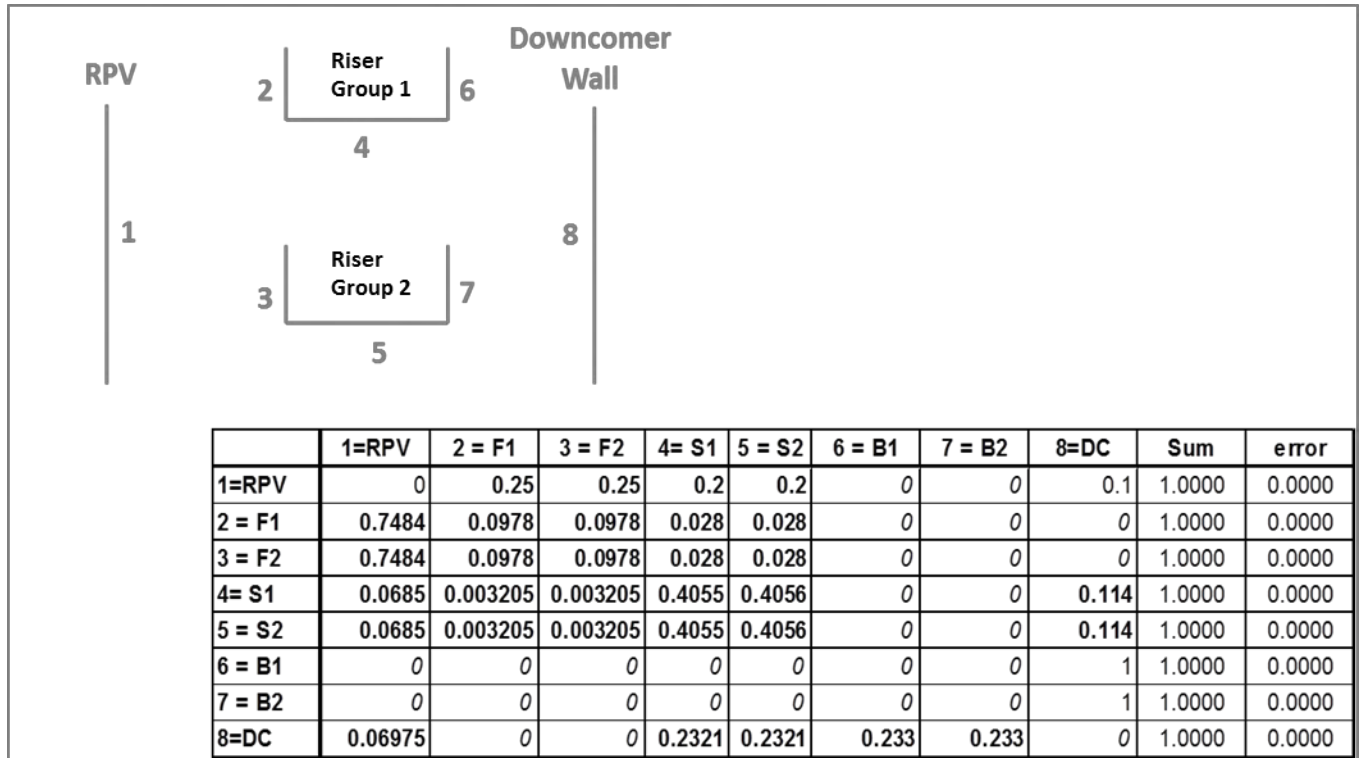 Downcomer
Wall
RPV
Riser
Group 1
2
6
4
1
8
Riser
Group 2
3
7
5
1=RPV 2 = F1 3 = F2 4= S1 5 = S2 6 = B1 7 = B2 8=DC Sum error
1=RPV 0 0.25 0.25 0.2 0.2 0 0 0.1 1.0000 0.0000
2 = F1 0.7484 0.0978 0.0978 0.028 0.028 0 0 0 1.0000 0.0000
3 = F2 0.7484 0.0978 0.0978 0.028 0.028 0 0 0 1.0000 0.0000
4= S1 0.0685 0.003205 0.003205 0.4055 0.4056 0 0 0.114 1.0000 0.0000
5 = S2 0.0685 0.003205 0.003205 0.4055 0.4056 0 0 0.114 1.0000 0.0000
6 = B1 0 0 0 0 0 0 0 1 1.0000 0.0000
7 = B2 0 0 0 0 0 0 0 1 1.0000 0.0000
8=DC 0.06975 0 0 0.2321 0.2321 0.233 0.233 0 1.0000 0.0000